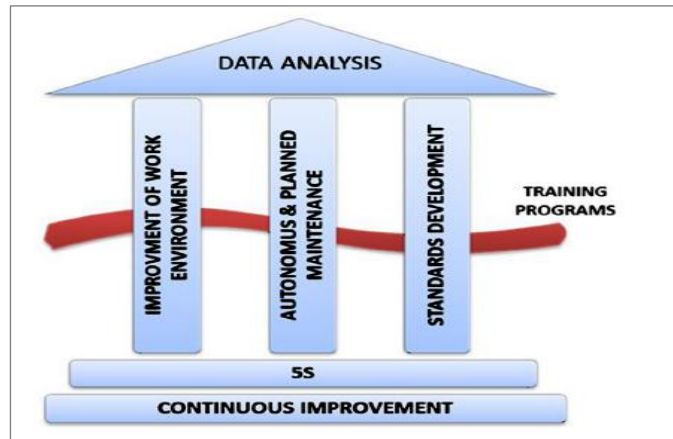 DATA ANALYSIS
IMPROVMENT OF WORK
ENVIRONMENT
AUTONOMUS & PLANNED
MAINTENANCE
STANDARDS DEVELOPMENT
TRAINING
PROGRAMS
5S
CONTINUOUS IMPROVEMENT